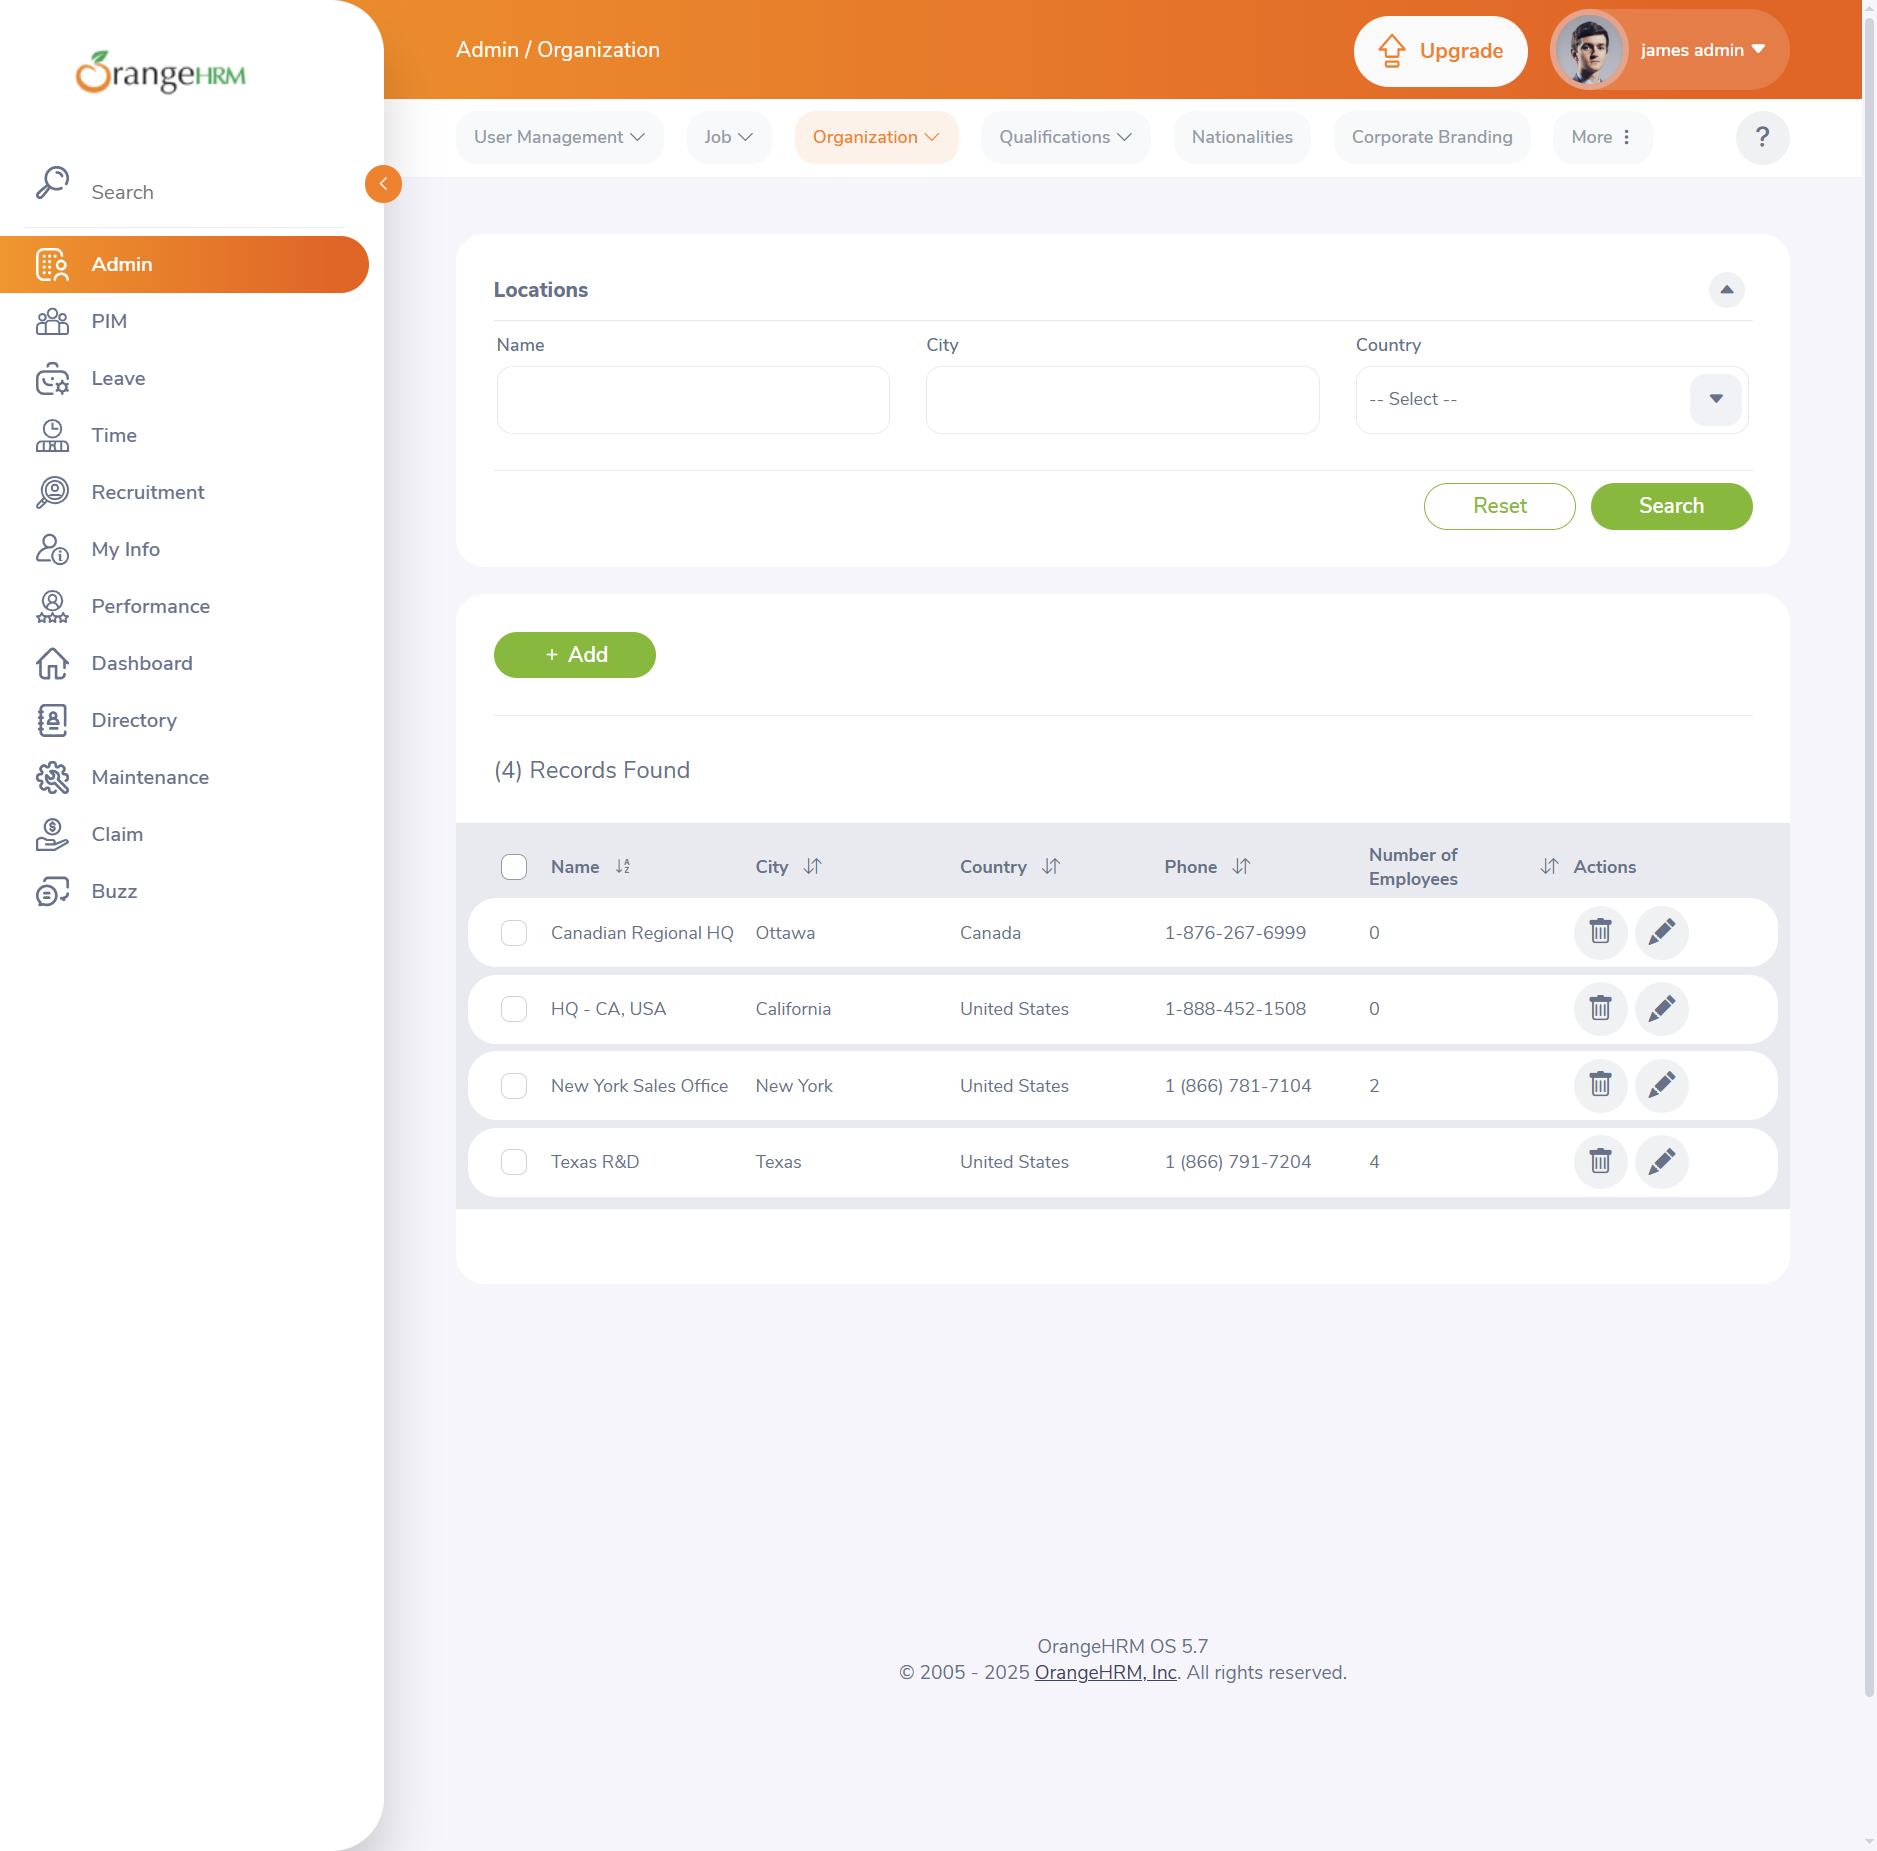 OrangeHRM
Admin / Organization
Upgrade
james admin
Search
Admin
PIM
Leave
Time
Recruitment
My Info
Performance
Dashboard
Directory
Maintenance
Claim
Buzz
User Management
Job
Organization
Qualifications
Nationalities
Corporate Branding
More
?
Locations
Name
City
Country
-- Select --
Reset
Search
+ Add
(4) Records Found
Name City Country Phone Number of Employees Actions
Canadian Regional HQ Ottawa Canada 1-876-267-6999 0
HQ - CA, USA California United States 1-888-452-1508 0
New York Sales Office New York United States 1 (866) 781-7104 2
Texas R&D Texas United States 1 (866) 791-7204 4
OrangeHRM OS 5.7
© 2005 - 2025 OrangeHRM, Inc. All rights reserved.